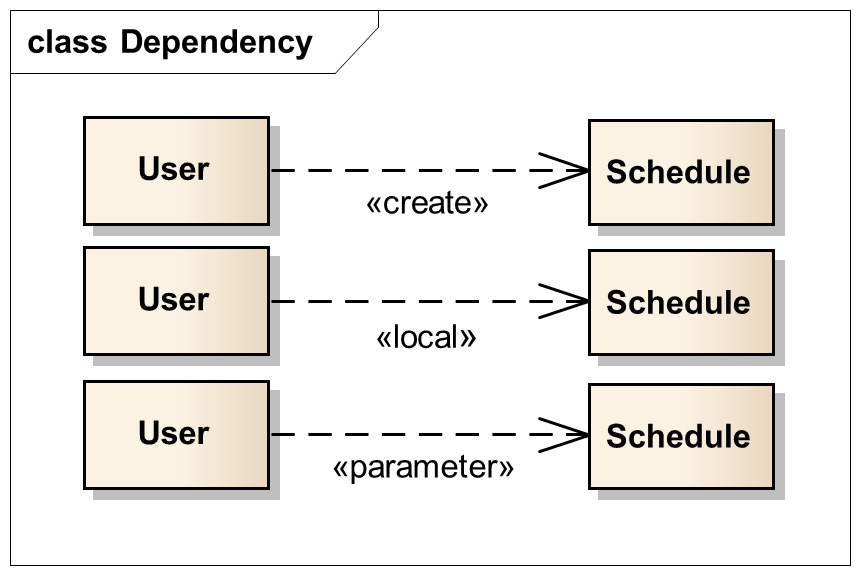 class Dependency
User
Schedule
«create»
User
Schedule
«local»
User
Schedule
«parameter»